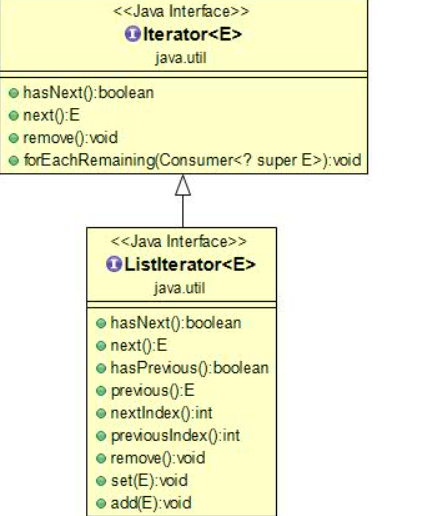 <<Java Interface>>
Iterator<E>
java.util
hasNext():boolean
next():E
remove():void
forEachRemaining(Consumer<? super E>):void
<<Java Interface>>
ListIterator<E>
java.util
hasNext():boolean
next():E
hasPrevious():boolean
previous():E
nextIndex():int
previousIndex():int
remove():void
set(E):void
add(E):void